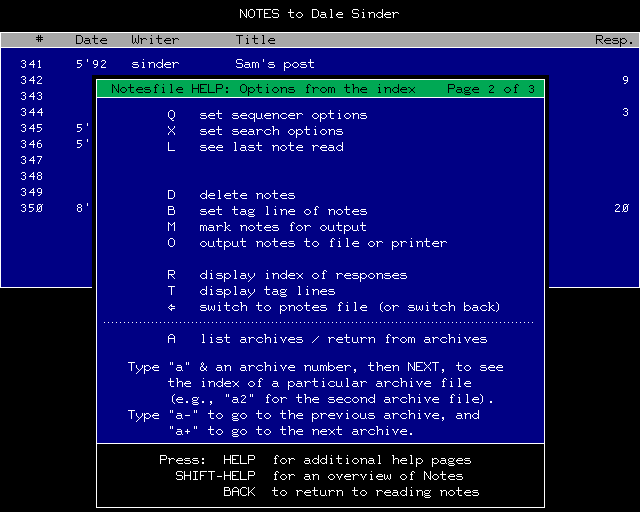 NOTES to Dale Sinder
# Date Writer Title Resp.
341 5'92 sinder Sam's post
342 9
343
344 3
345 5'
346 5'
347
348
349
350 8' 20
Notesfile HELP: Options from the index Page 2 of 3
Q set sequencer options
X set search options
L see last note read
D delete notes
B set tag line of notes
M mark notes for output
O output notes to file or printer
R display index of responses
T display tag lines
⇐ switch to pnotes file (or switch back)
A list archives / return from archives
Type "a" & an archive number, then NEXT, to see
the index of a particular archive file
(e.g., "a2" for the second archive file).
Type "a-" to go to the previous archive, and
"a+" to go to the next archive.
Press: HELP for additional help pages
SHIFT-HELP for an overview of Notes
BACK to return to reading notes